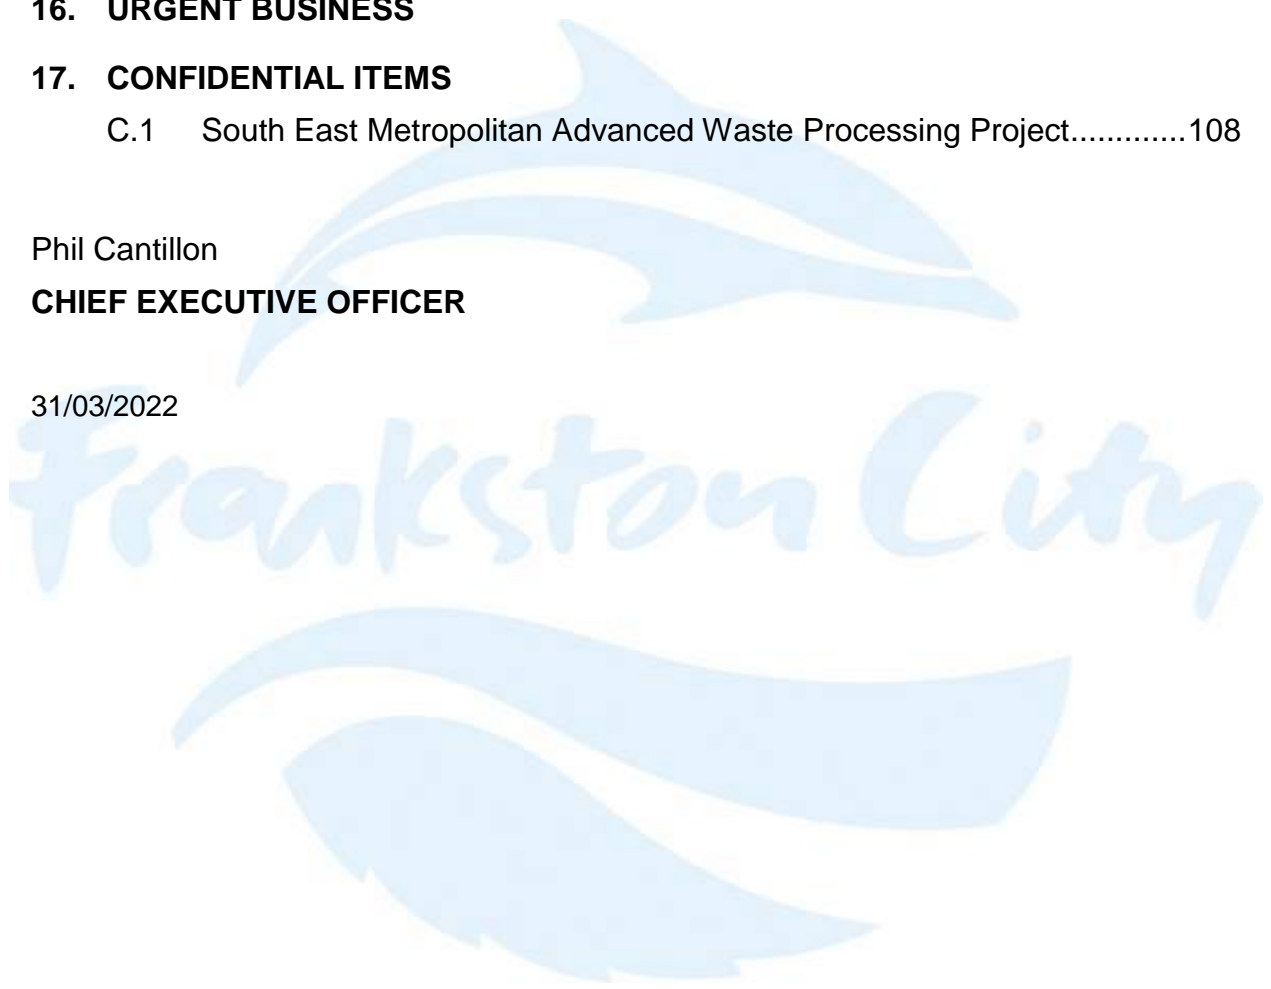 16. URGENT BUSINESS
17. CONFIDENTIAL ITEMS
C.1 South East Metropolitan Advanced Waste Processing Project.............108
Phil Cantillon
CHIEF EXECUTIVE OFFICER
31/03/2022
Frankston City